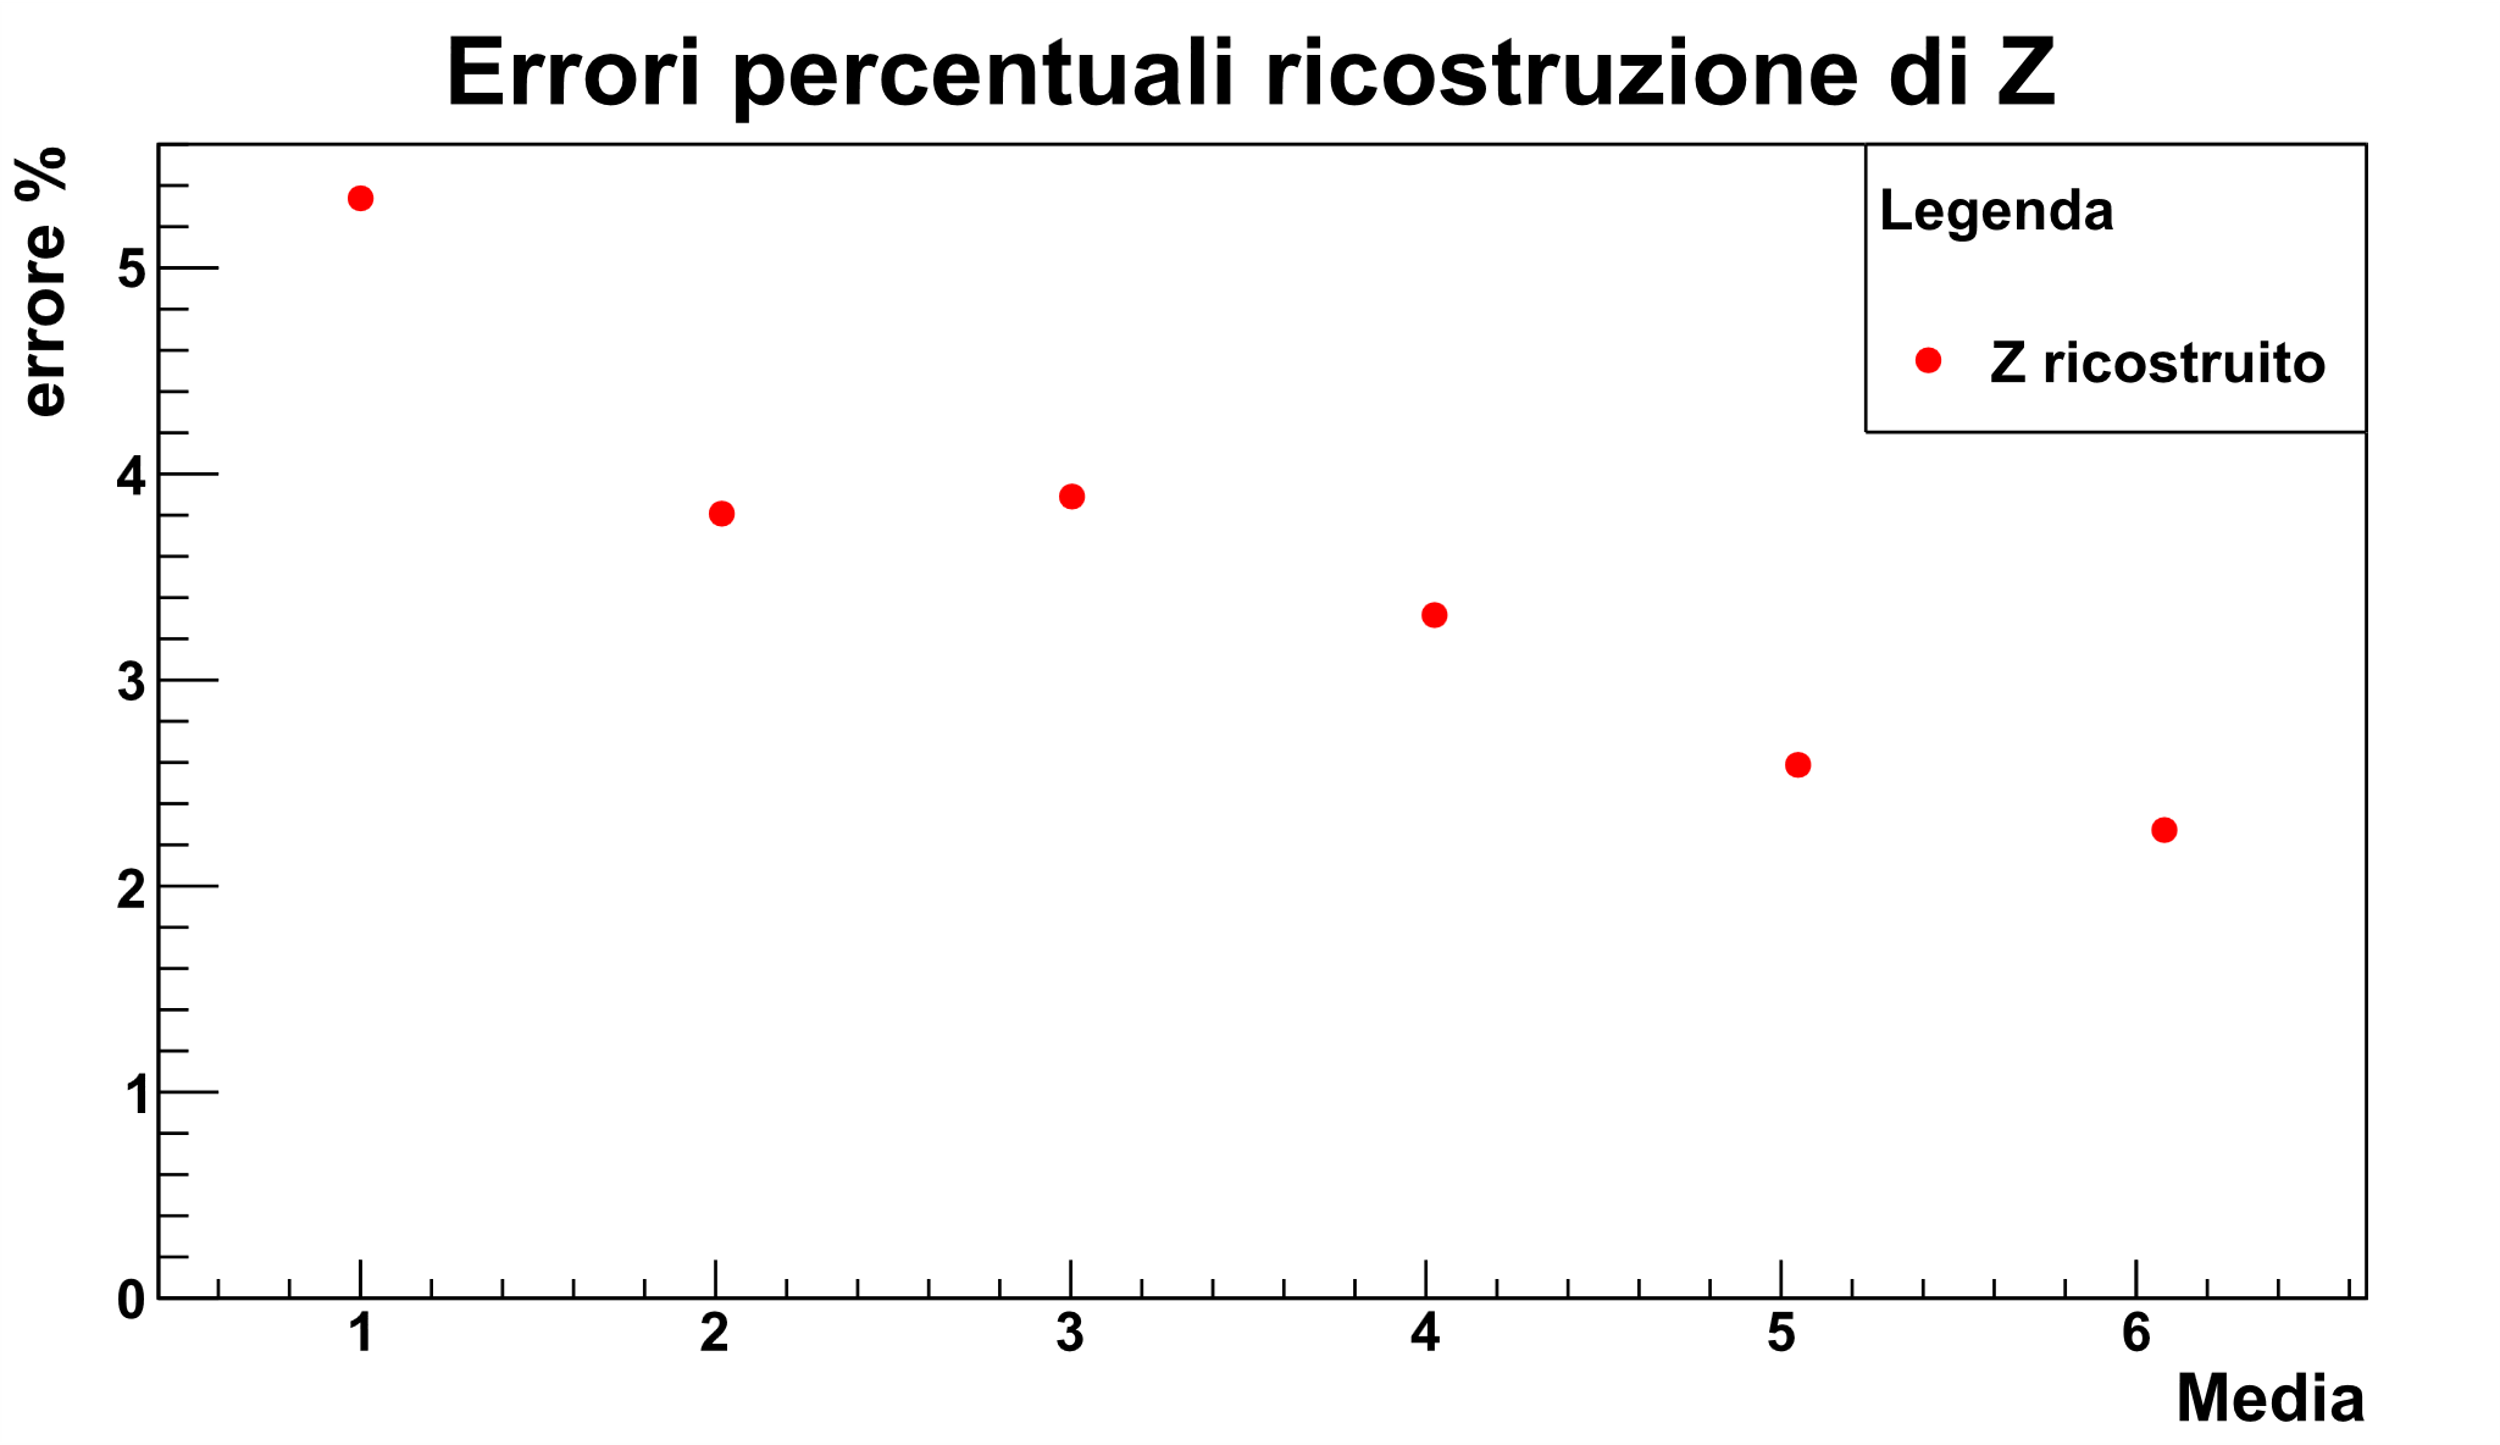 Errori percentuali ricostruzione di Z
errore %
Legenda
Z ricostruito
5
4
3
2
1
0
1 2 3 4 5 6
Media